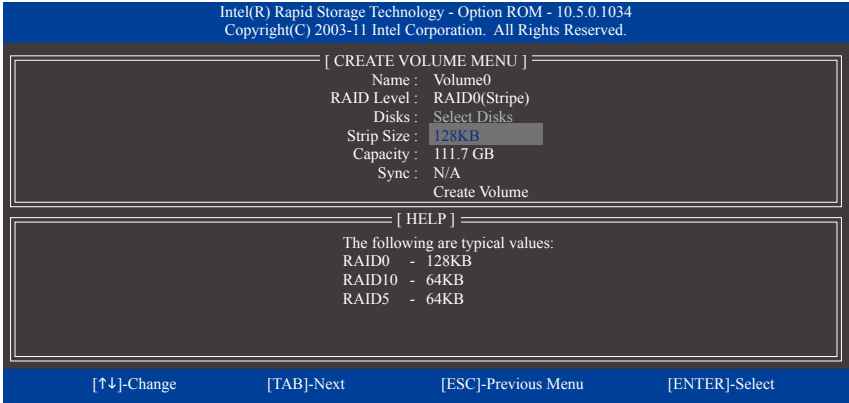 Intel(R) Rapid Storage Technology - Option ROM - 10.5.0.1034
Copyright(C) 2003-11 Intel Corporation. All Rights Reserved.
[ CREATE VOLUME MENU ]
Name : Volume0
RAID Level : RAID0(Stripe)
Disks : Select Disks
Strip Size : 128KB
Capacity : 111.7 GB
Sync : N/A
Create Volume
[ HELP ]
The following are typical values:
RAID0 - 128KB
RAID10 - 64KB
RAID5 - 64KB
[↑↓]-Change [TAB]-Next [ESC]-Previous Menu [ENTER]-Select